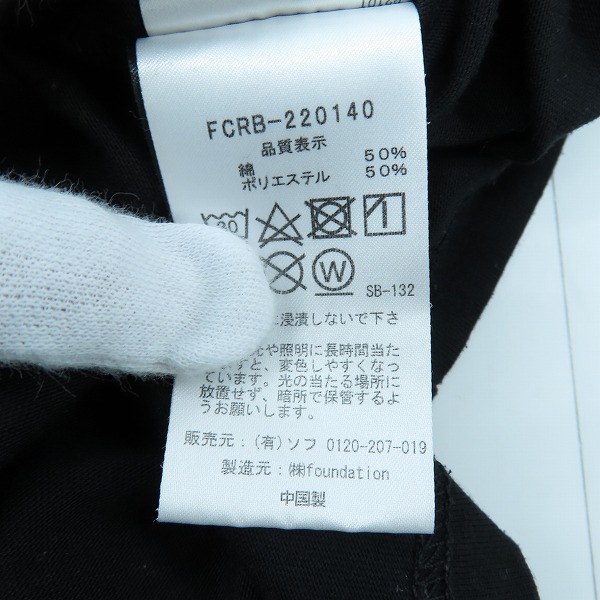 FCRB-220140
品質表示
綿 50%
ポリエステル 50%
30
W
SB-132
浸漬しないで下さ
や照明に長時間当た
ますと、変色しやすくなっ
ています。光の当たる場所に
放置せず、暗所で保管するよ
うお願いします。
販売元：(有)ソフ 0120-207-019
製造元：㈱foundation
中国製